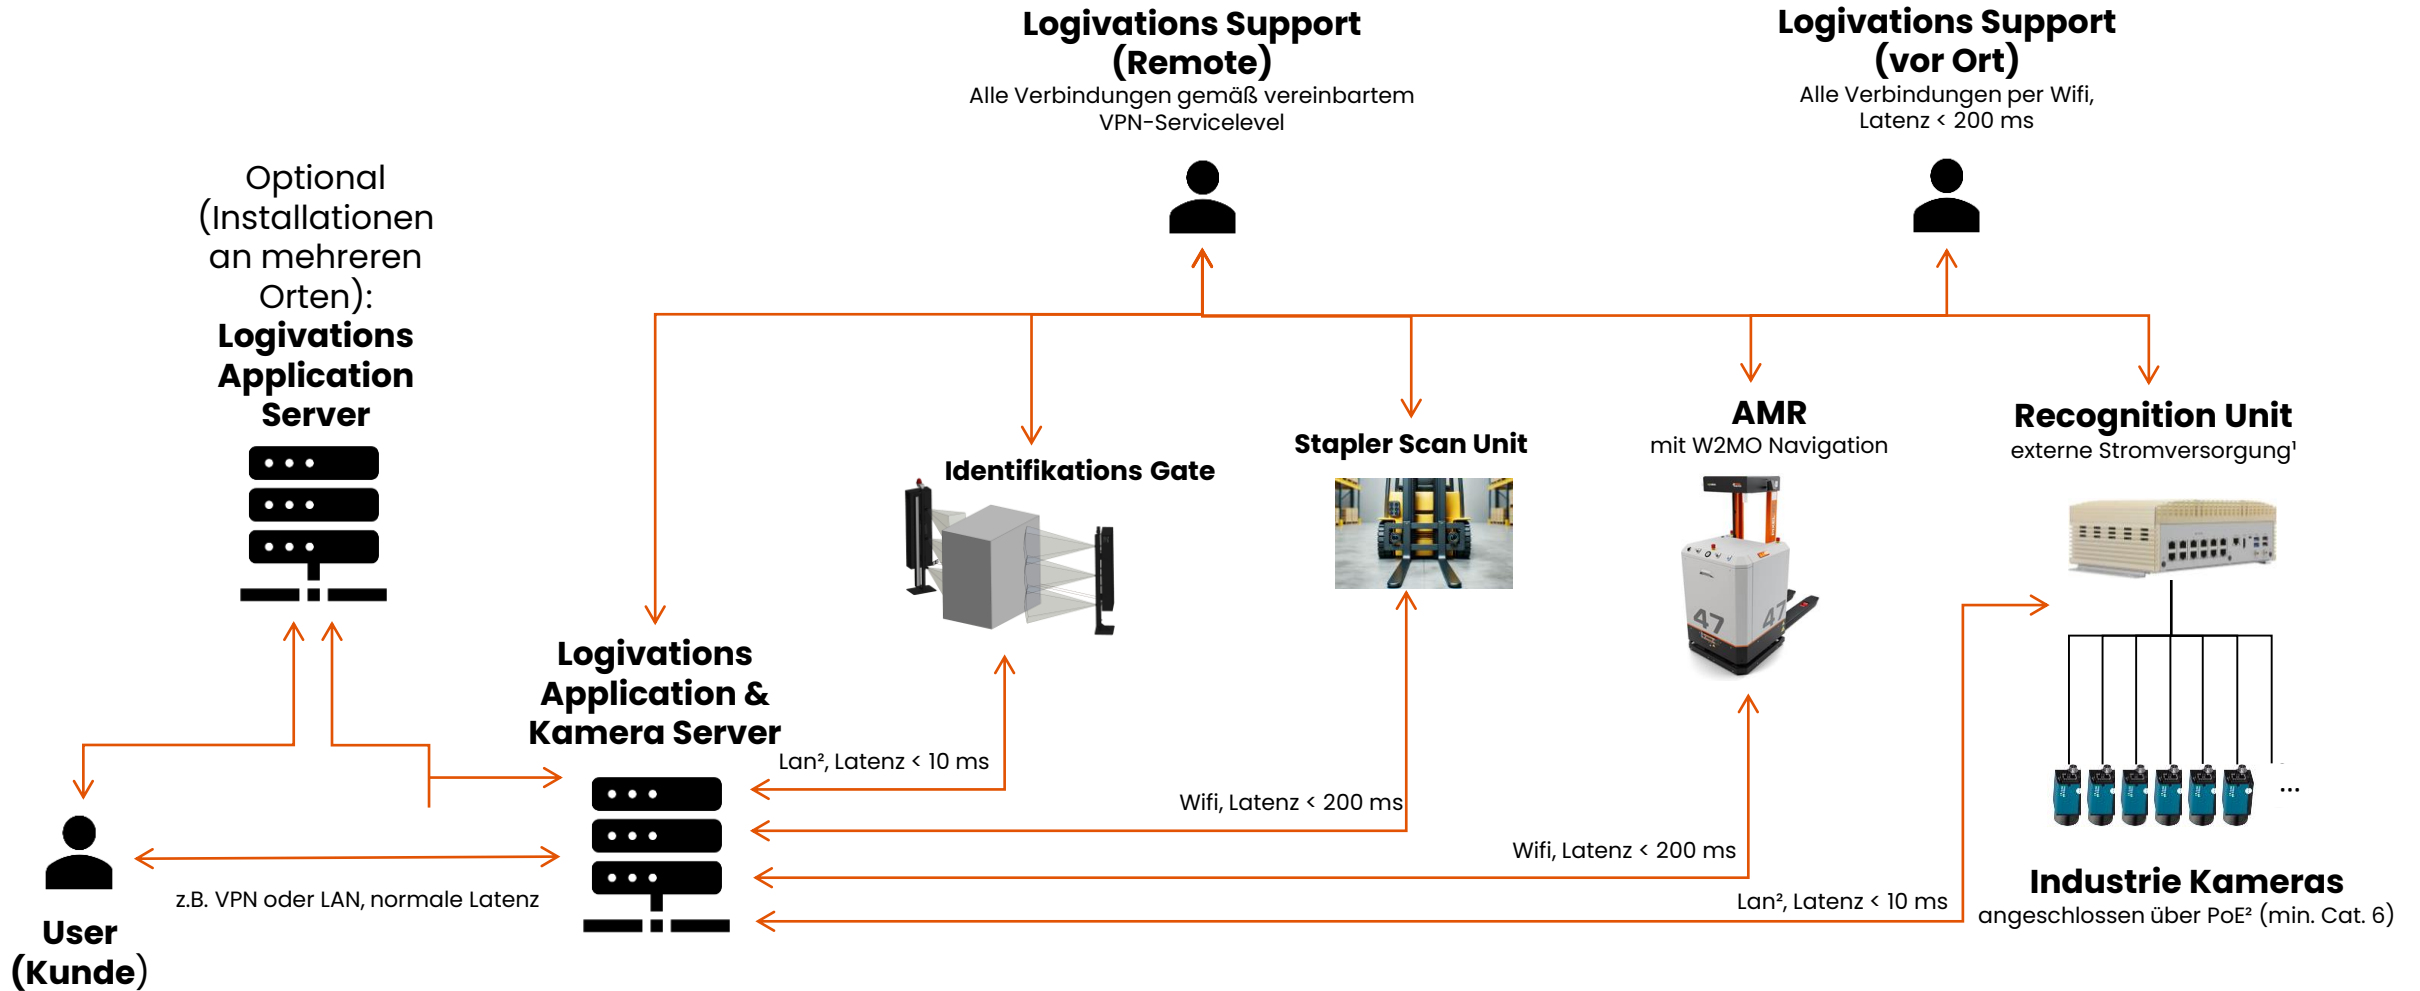 Logivations Support
(Remote)
Alle Verbindungen gemäß vereinbartem
VPN-Servicelevel
Logivations Support
(vor Ort)
Alle Verbindungen per Wifi,
Latenz < 200 ms
Optional
(Installationen
an mehreren
Orten):
Logivations
Application
Server
Identifikations Gate
Stapler Scan Unit
AMR
mit W2MO Navigation
47
47
Recognition Unit
externe Stromversorgung¹
Logivations
Application &
Kamera Server
Lan², Latenz < 10 ms
Wifi, Latenz < 200 ms
Wifi, Latenz < 200 ms
Lan², Latenz < 10 ms
...
Industrie Kameras
angeschlossen über PoE² (min. Cat. 6)
z.B. VPN oder LAN, normale Latenz
User
(Kunde)